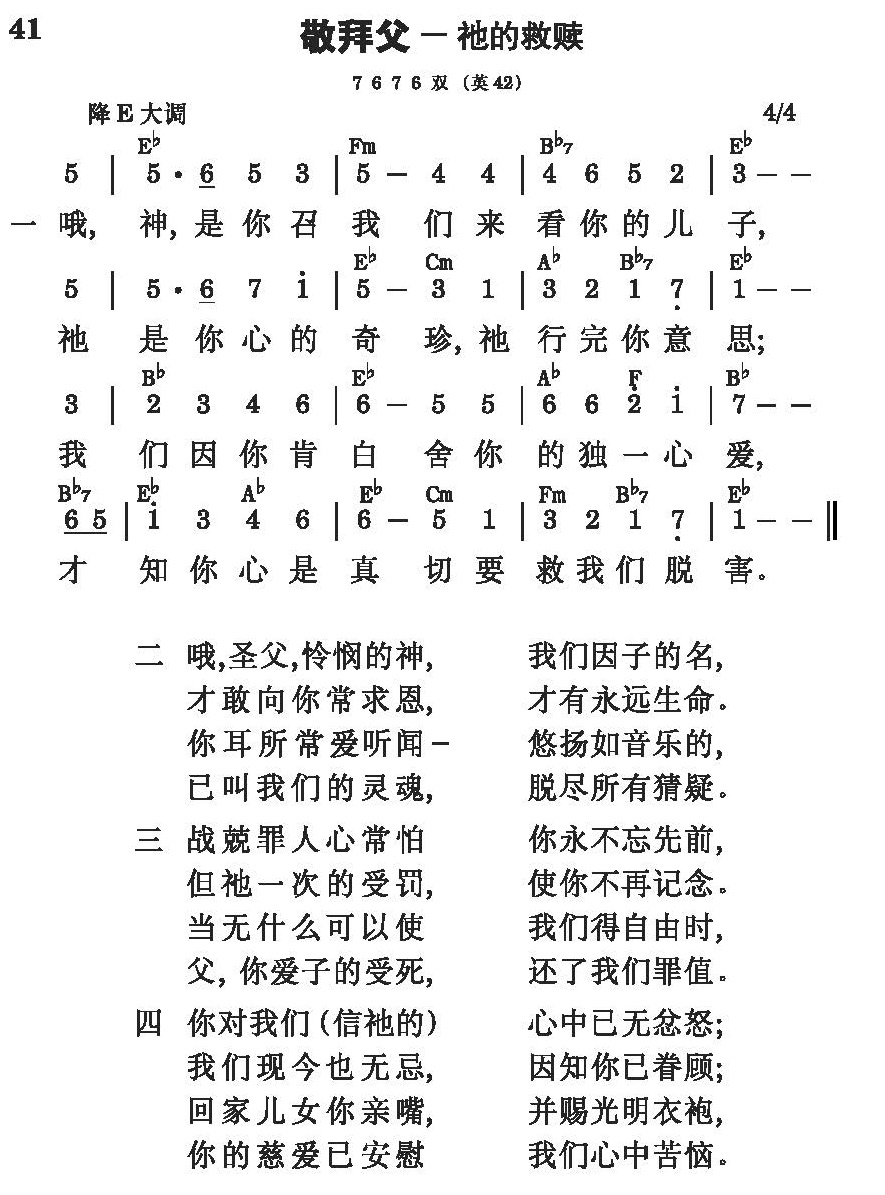 41
敬拜父－祂的救赎
7 6 7 6 双 (英42)
降E大调 4/4
E♭ Fm B♭7 E♭
5 | 5 · 6 5 3 | 5 － 4 4 | 4 6 5 2 | 3 － －
一 哦, 神, 是 你 召 我 们 来 看 你 的 儿 子,
E♭ Cm A♭ B♭7 E♭
5 | 5 · 6 7 i | 5 － 3 1 | 3 2 1 7̣ | 1 － －
祂 是 你 心 的 奇 珍, 祂 行 完 你 意 思;
B♭ E♭ A♭ F B♭
3 | 2 3 4 6 | 6 － 5 5 | 6 6 2̇ i | 7 － －
我 们 因 你 肯 白 舍 你 的 独 一 心 爱,
B♭7 E♭ A♭ E♭ Cm Fm B♭7 E♭
6 5 | i 3 4 6 | 6 － 5 1 | 3 2 1 7̣ | 1 － － ‖
才 知 你 心 是 真 切 要 救 我 们 脱 害。
二 哦,圣父,怜悯的神, 我们因子的名,
才敢向你常求恩, 才有永远生命。
你耳所常爱听闻－ 悠扬如音乐的,
已叫我们的灵魂, 脱尽所有猜疑。
三 战兢罪人心常怕 你永不忘先前,
但祂一次的受罚, 使你不再记念。
当无什么可以使 我们得自由时,
父, 你爱子的受死, 还了我们罪值。
四 你对我们(信祂的) 心中已无忿怒;
我们现今也无忌, 因知你已眷顾;
回家儿女你亲嘴, 并赐光明衣袍,
你的慈爱已安慰 我们心中苦恼。